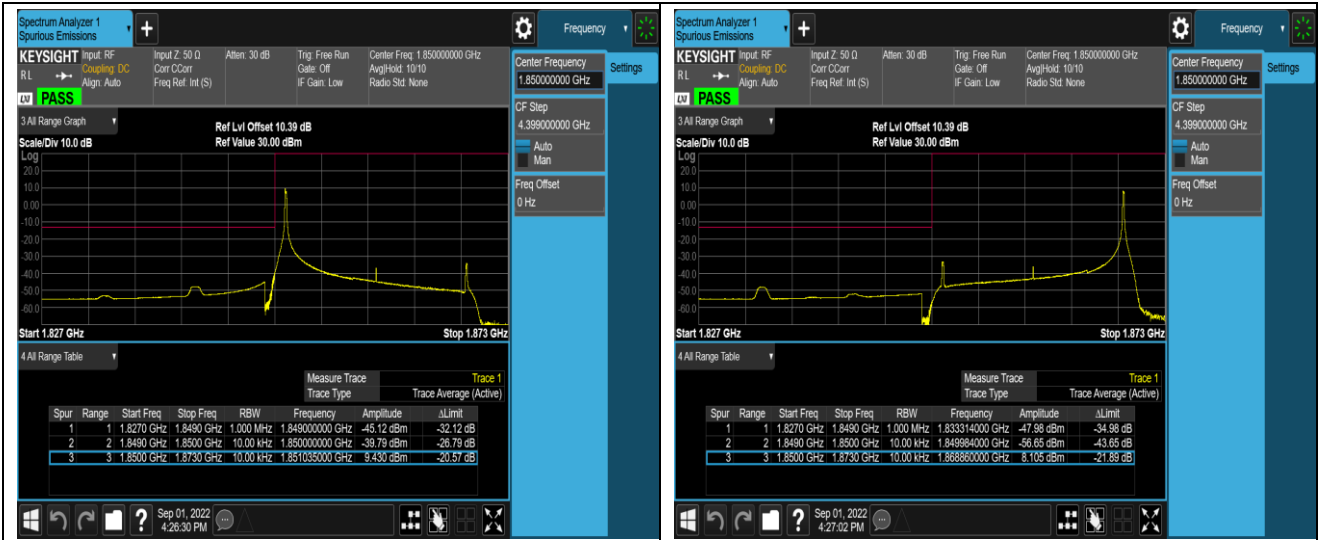 Spectrum Analyzer 1
Spurious Emissions
+
Frequency
KEYSIGHT Input: RF Input Z: 50 Ω Atten: 30 dB Trig: Free Run Center Freq: 1.850000000 GHz
RL Coupling: DC Corr CCorr Gate: Off Avg|Hold: 10/10
Align: Auto Freq Ref: Int (S) IF Gain: Low Radio Std: None
LXI PASS
3 All Range Graph
Ref Lvl Offset 10.39 dB
Scale/Div 10.0 dB Ref Value 30.00 dBm
Log
20.0
10.0
0.00
-10.0
-20.0
-30.0
-40.0
-50.0
-60.0
Start 1.827 GHz Stop 1.873 GHz
4 All Range Table
Measure Trace Trace 1
Trace Type Trace Average (Active)
Spur Range Start Freq Stop Freq RBW Frequency Amplitude ΔLimit
1 1 1.8270 GHz 1.8490 GHz 1.000 MHz 1.849000000 GHz -45.12 dBm -32.12 dB
2 2 1.8490 GHz 1.8500 GHz 10.00 kHz 1.850000000 GHz -39.79 dBm -26.79 dB
3 3 1.8500 GHz 1.8730 GHz 10.00 kHz 1.851035000 GHz 9.430 dBm -20.57 dB
?
Sep 01, 2022
4:26:30 PM
Center Frequency
1.850000000 GHz
Settings
CF Step
4.399000000 GHz
Auto
Man
Freq Offset
0 Hz
Spectrum Analyzer 1
Spurious Emissions
+
Frequency
KEYSIGHT Input: RF Input Z: 50 Ω Atten: 30 dB Trig: Free Run Center Freq: 1.850000000 GHz
RL Coupling: DC Corr CCorr Gate: Off Avg|Hold: 10/10
Align: Auto Freq Ref: Int (S) IF Gain: Low Radio Std: None
LXI PASS
3 All Range Graph
Ref Lvl Offset 10.39 dB
Scale/Div 10.0 dB Ref Value 30.00 dBm
Log
20.0
10.0
0.00
-10.0
-20.0
-30.0
-40.0
-50.0
-60.0
Start 1.827 GHz Stop 1.873 GHz
4 All Range Table
Measure Trace Trace 1
Trace Type Trace Average (Active)
Spur Range Start Freq Stop Freq RBW Frequency Amplitude ΔLimit
1 1 1.8270 GHz 1.8490 GHz 1.000 MHz 1.833314000 GHz -47.98 dBm -34.98 dB
2 2 1.8490 GHz 1.8500 GHz 10.00 kHz 1.849984000 GHz -56.65 dBm -43.65 dB
3 3 1.8500 GHz 1.8730 GHz 10.00 kHz 1.868860000 GHz 8.105 dBm -21.89 dB
?
Sep 01, 2022
4:27:02 PM
Center Frequency
1.850000000 GHz
Settings
CF Step
4.399000000 GHz
Auto
Man
Freq Offset
0 Hz